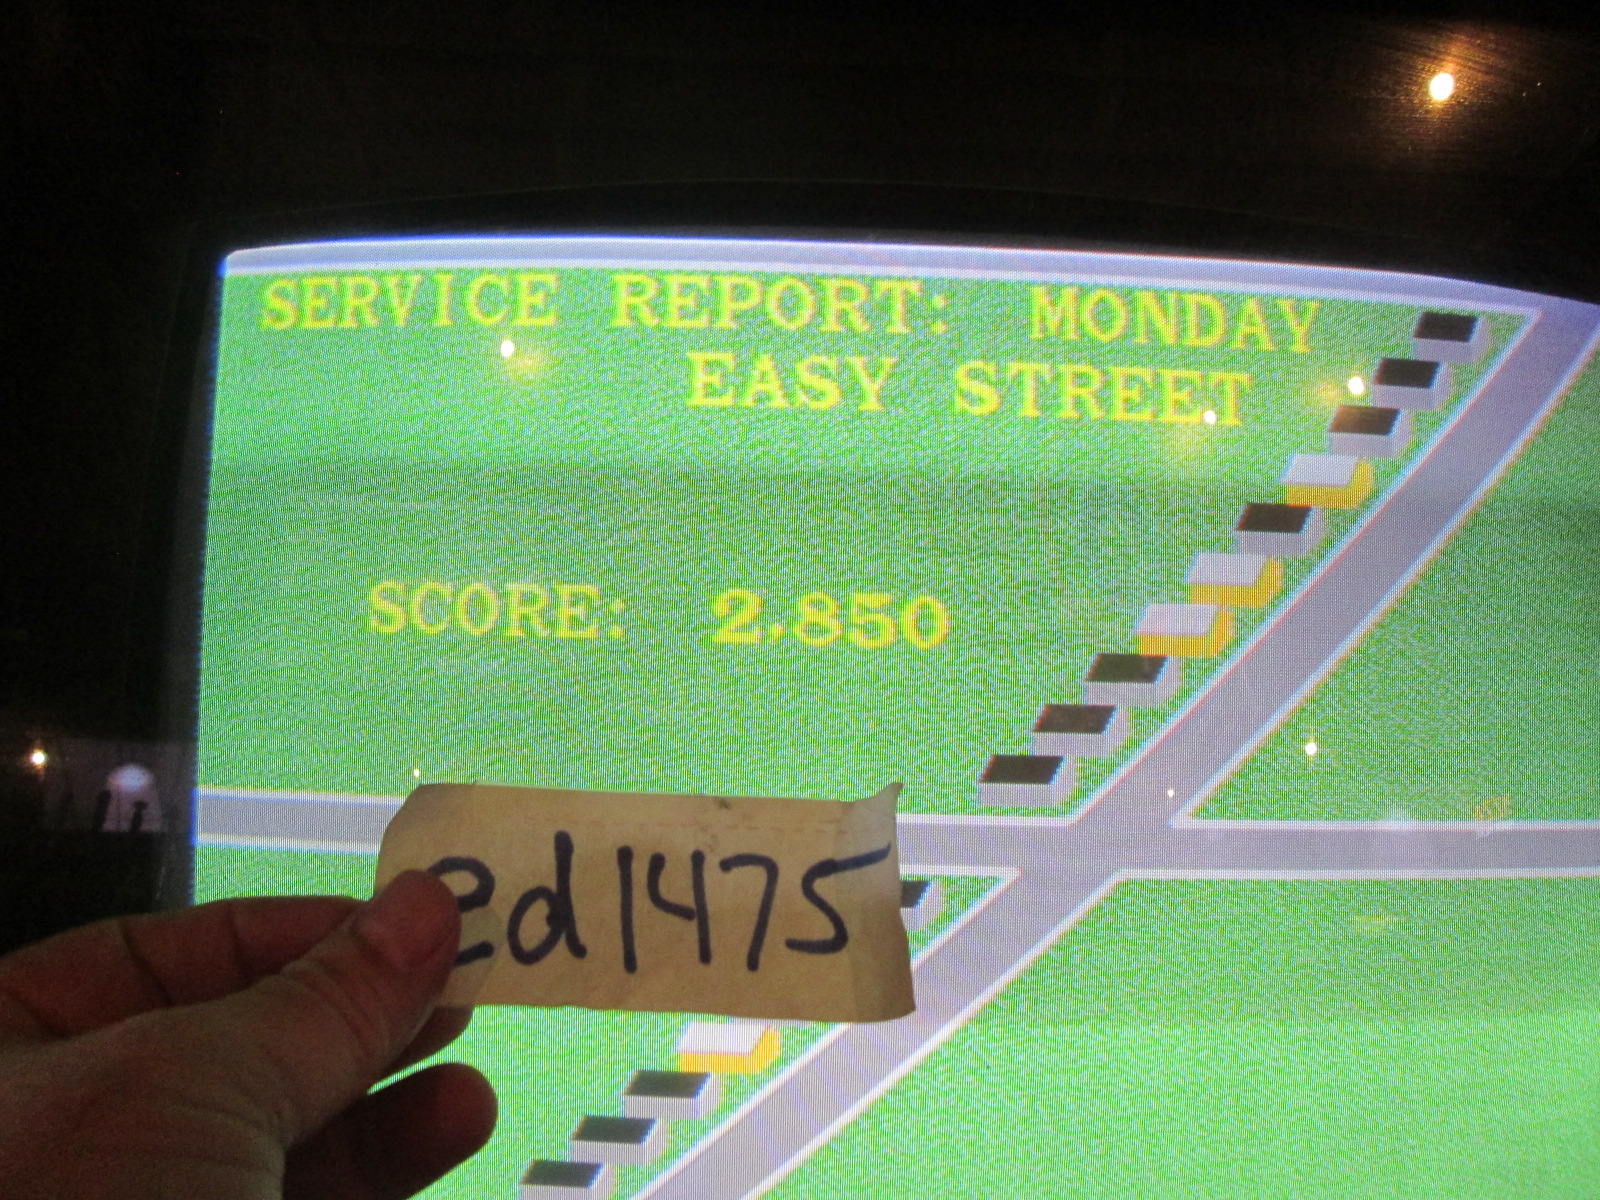 SERVICE REPORT: MONDAY
EASY STREET
SCORE: 2,850
ed1475